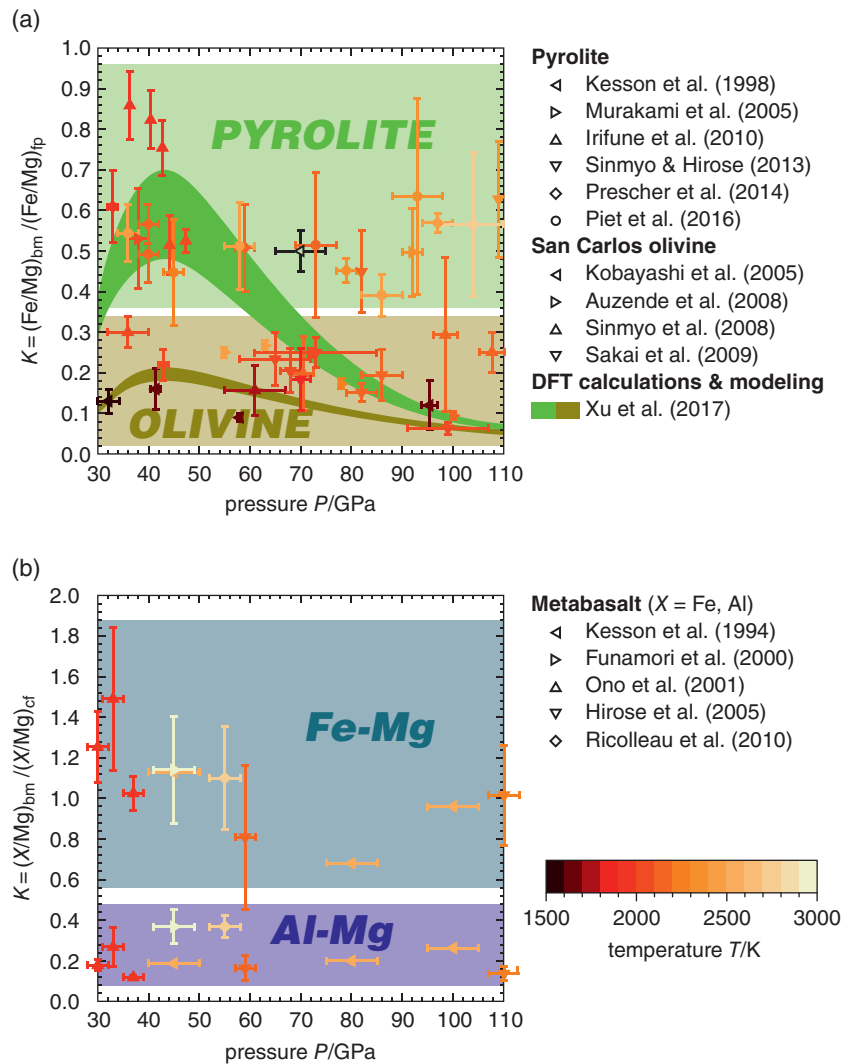 (a)
K = (Fe/Mg)bm /(Fe/Mg)fp
1.0
0.9
0.8
0.7
0.6
0.5
0.4
0.3
0.2
0.1
0.0
PYROLITE
OLIVINE
30 40 50 60 70 80 90 100 110
pressure P/GPa
Pyrolite
Kesson et al. (1998)
Murakami et al. (2005)
Irifune et al. (2010)
Sinmyo & Hirose (2013)
Prescher et al. (2014)
Piet et al. (2016)
San Carlos olivine
Kobayashi et al. (2005)
Auzende et al. (2008)
Sinmyo et al. (2008)
Sakai et al. (2009)
DFT calculations & modeling
Xu et al. (2017)
(b)
K = (X/Mg)bm /(X/Mg)cf
2.0
1.8
1.6
1.4
1.2
1.0
0.8
0.6
0.4
0.2
0.0
Fe-Mg
Al-Mg
30 40 50 60 70 80 90 100 110
pressure P/GPa
Metabasalt (X = Fe, Al)
Kesson et al. (1994)
Funamori et al. (2000)
Ono et al. (2001)
Hirose et al. (2005)
Ricolleau et al. (2010)
1500 2000 2500 3000
temperature T/K